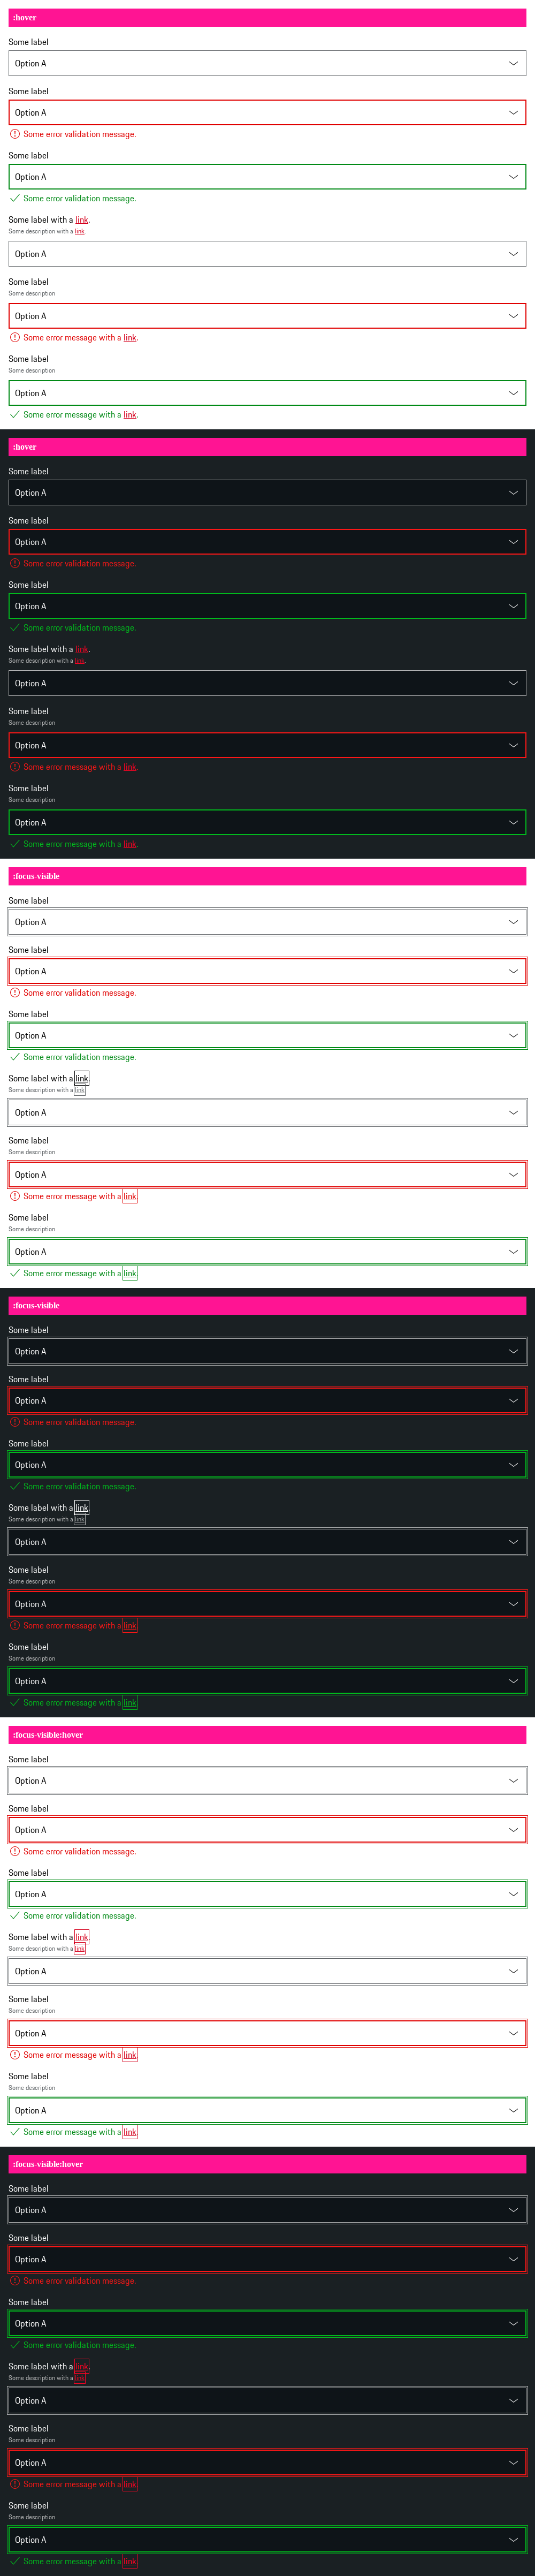 :hover
Some label
Option A
Some label
Option A
Some error validation message.
Some label
Option A
Some error validation message.
Some label with a link.
Some description with a link.
Option A
Some label
Some description
Option A
Some error message with a link.
Some label
Some description
Option A
Some error message with a link.
:hover
Some label
Option A
Some label
Option A
Some error validation message.
Some label
Option A
Some error validation message.
Some label with a link.
Some description with a link.
Option A
Some label
Some description
Option A
Some error message with a link.
Some label
Some description
Option A
Some error message with a link.
:focus-visible
Some label
Option A
Some label
Option A
Some error validation message.
Some label
Option A
Some error validation message.
Some label with a link.
Some description with a link.
Option A
Some label
Some description
Option A
Some error message with a link.
Some label
Some description
Option A
Some error message with a link.
:focus-visible
Some label
Option A
Some label
Option A
Some error validation message.
Some label
Option A
Some error validation message.
Some label with a link.
Some description with a link.
Option A
Some label
Some description
Option A
Some error message with a link.
Some label
Some description
Option A
Some error message with a link.
:focus-visible:hover
Some label
Option A
Some label
Option A
Some error validation message.
Some label
Option A
Some error validation message.
Some label with a link.
Some description with a link.
Option A
Some label
Some description
Option A
Some error message with a link.
Some label
Some description
Option A
Some error message with a link.
:focus-visible:hover
Some label
Option A
Some label
Option A
Some error validation message.
Some label
Option A
Some error validation message.
Some label with a link.
Some description with a link.
Option A
Some label
Some description
Option A
Some error message with a link.
Some label
Some description
Option A
Some error message with a link.